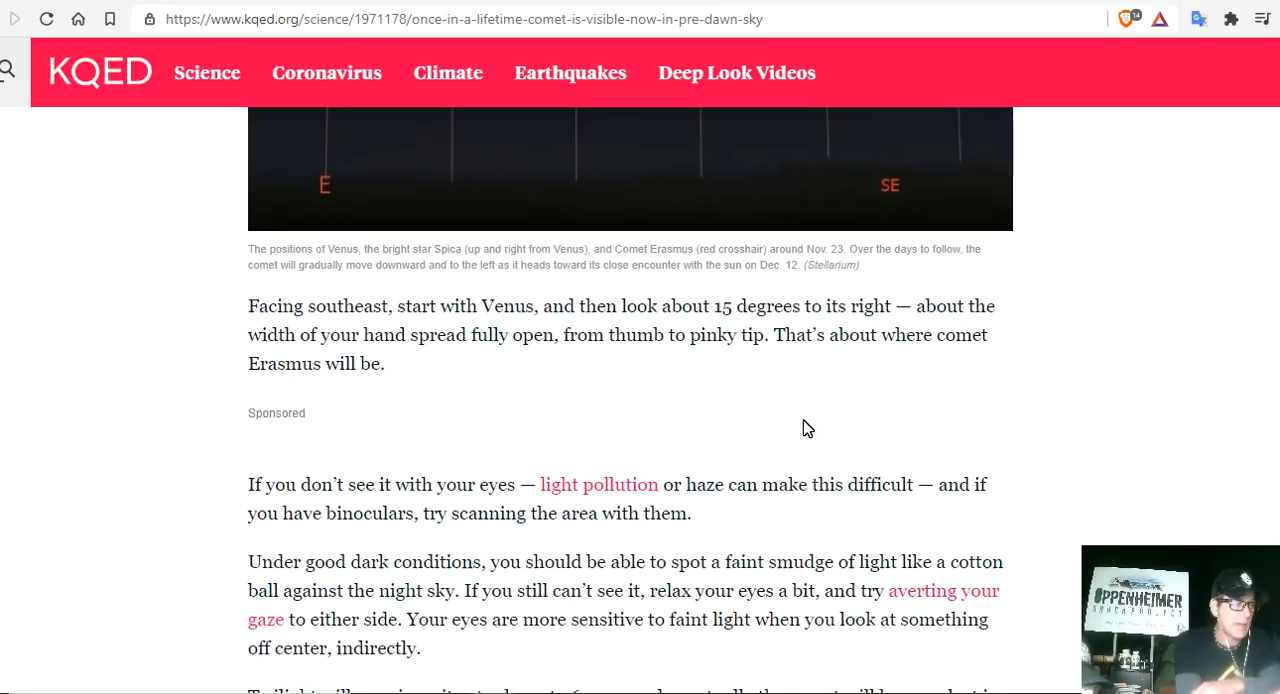 https://www.kqed.org/science/1971178/once-in-a-lifetime-comet-is-visible-now-in-pre-dawn-sky
14
KQED Science Coronavirus Climate Earthquakes Deep Look Videos
E SE
The positions of Venus, the bright star Spica (up and right from Venus), and Comet Erasmus (red crosshair) around Nov. 23. Over the days to follow, the
comet will gradually move downward and to the left as it heads toward its close encounter with the sun on Dec. 12. (Stellarium)
Facing southeast, start with Venus, and then look about 15 degrees to its right — about the
width of your hand spread fully open, from thumb to pinky tip. That’s about where comet
Erasmus will be.
Sponsored
If you don’t see it with your eyes — light pollution or haze can make this difficult — and if
you have binoculars, try scanning the area with them.
Under good dark conditions, you should be able to spot a faint smudge of light like a cotton
ball against the night sky. If you still can’t see it, relax your eyes a bit, and try averting your
gaze to either side. Your eyes are more sensitive to faint light when you look at something
off center, indirectly.
OPPENHEIMER